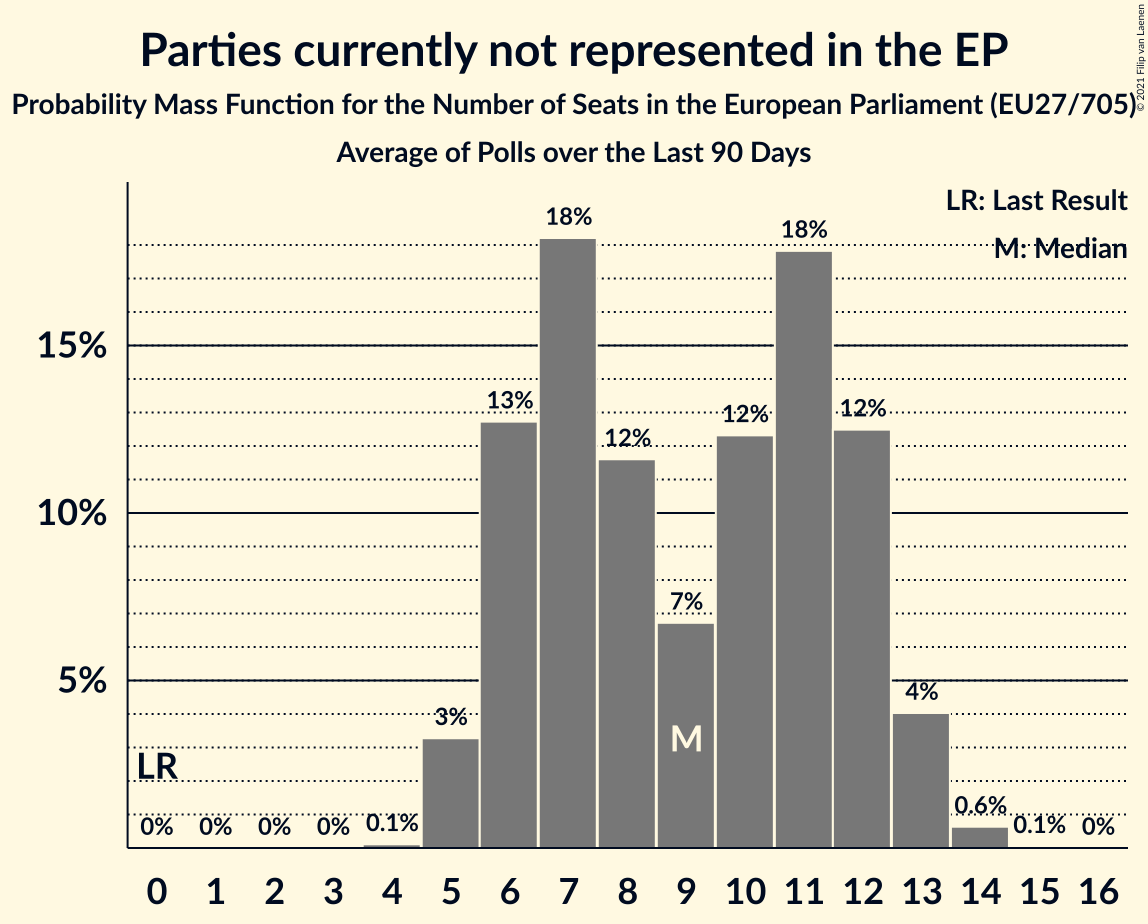 Parties currently not represented in the EP
Probability Mass Function for the Number of Seats in the European Parliament (EU27/705)
Average of Polls over the Last 90 Days
© 2021 Filip van Laenen
LR: Last Result
M: Median
18%
18%
15%
13%
12%
12%
12%
10%
7%
5%
4%
3%
M
LR
0.6%
0% 0% 0% 0% 0.1% 0.1% 0%
0 1 2 3 4 5 6 7 8 9 10 11 12 13 14 15 16